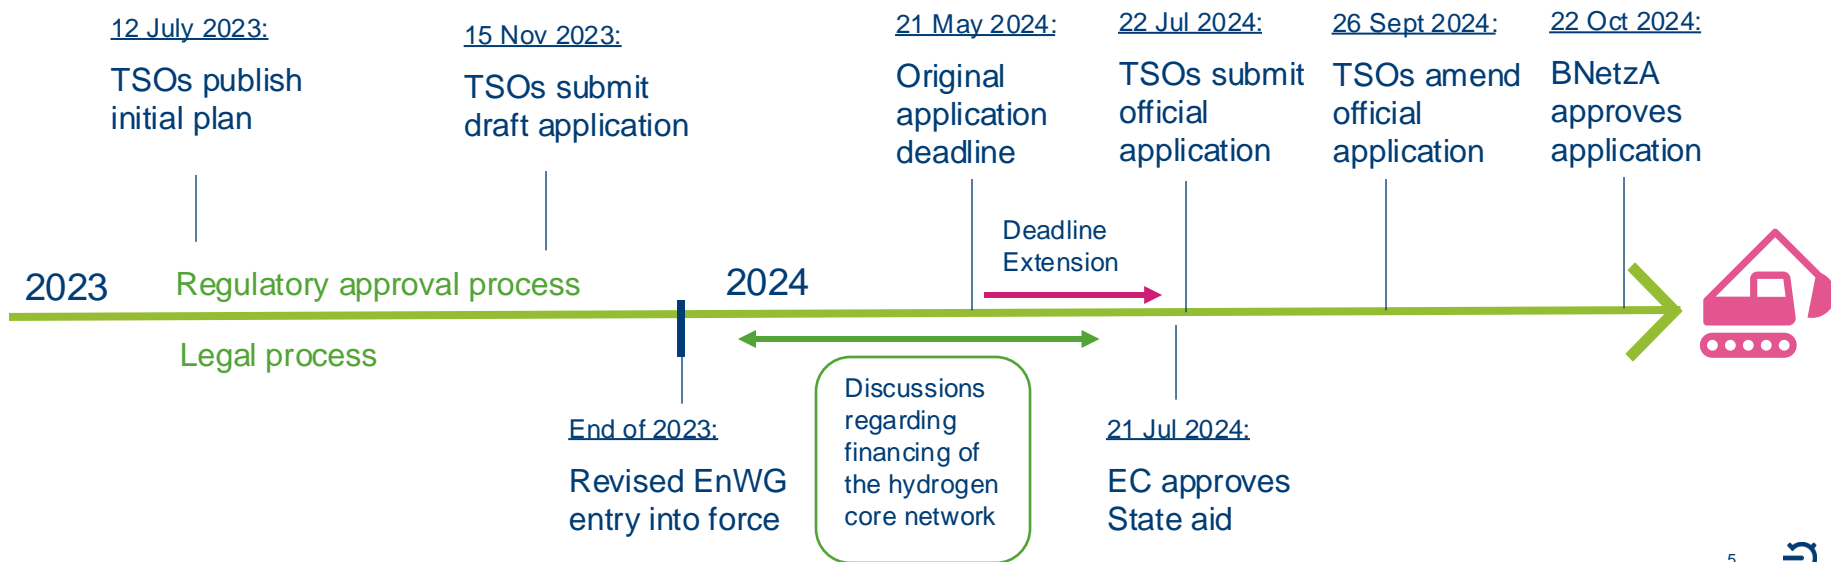 12 July 2023:
TSOs publish
initial plan
15 Nov 2023:
TSOs submit
draft application
21 May 2024:
Original
application
deadline
22 Jul 2024:
TSOs submit
official
application
26 Sept 2024:
TSOs amend
official
application
22 Oct 2024:
BNetzA
approves
application
Deadline
Extension
2023
Regulatory approval process
2024
Legal process
End of 2023:
Revised EnWG
entry into force
Discussions
regarding
financing of
the hydrogen
core network
21 Jul 2024:
EC approves
State aid
5